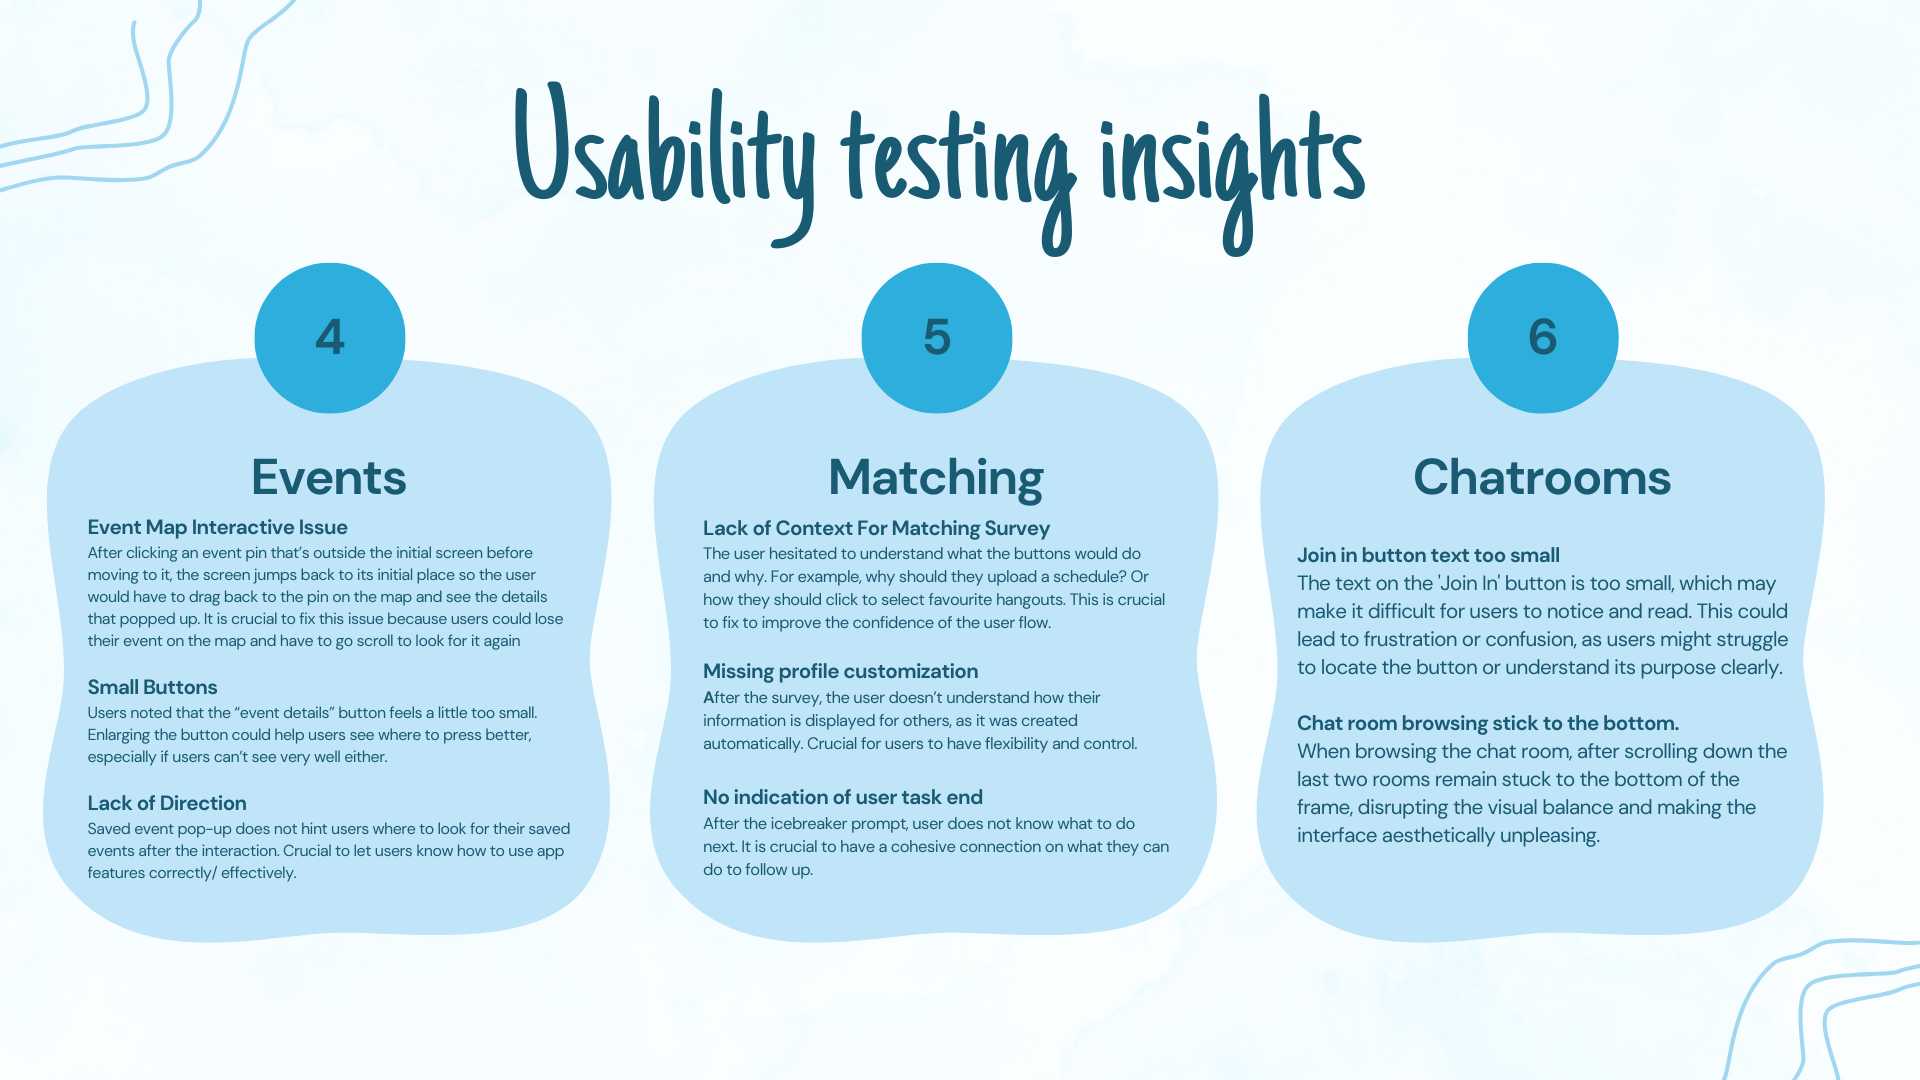 Usability testing insights
4
Events
Event Map Interactive Issue
After clicking an event pin that’s outside the initial screen before
moving to it, the screen jumps back to its initial place so the user
would have to drag back to the pin on the map and see the details
that popped up. It is crucial to fix this issue because users could lose
their event on the map and have to go scroll to look for it again
Small Buttons
Users noted that the “event details” button feels a little too small.
Enlarging the button could help users see where to press better,
especially if users can’t see very well either.
Lack of Direction
Saved event pop-up does not hint users where to look for their saved
events after the interaction. Crucial to let users know how to use app
features correctly/ effectively.
5
Matching
Lack of Context For Matching Survey
The user hesitated to understand what the buttons would do
and why. For example, why should they upload a schedule? Or
how they should click to select favourite hangouts. This is crucial
to fix to improve the confidence of the user flow.
Missing profile customization
After the survey, the user doesn’t understand how their
information is displayed for others, as it was created
automatically. Crucial for users to have flexibility and control.
No indication of user task end
After the icebreaker prompt, user does not know what to do
next. It is crucial to have a cohesive connection on what they can
do to follow up.
6
Chatrooms
Join in button text too small
The text on the 'Join In' button is too small, which may
make it difficult for users to notice and read. This could
lead to frustration or confusion, as users might struggle
to locate the button or understand its purpose clearly.
Chat room browsing stick to the bottom.
When browsing the chat room, after scrolling down the
last two rooms remain stuck to the bottom of the
frame, disrupting the visual balance and making the
interface aesthetically unpleasing.